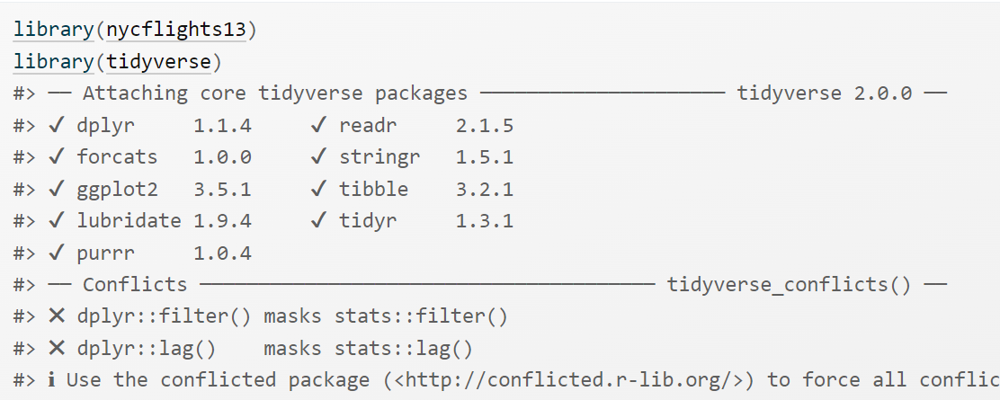 library(nycflights13)
library(tidyverse)
#> ── Attaching core tidyverse packages ───────────────────── tidyverse 2.0.0 ──
#> ✔ dplyr     1.1.4     ✔ readr     2.1.5
#> ✔ forcats   1.0.0     ✔ stringr   1.5.1
#> ✔ ggplot2   3.5.1     ✔ tibble    3.2.1
#> ✔ lubridate 1.9.4     ✔ tidyr     1.3.1
#> ✔ purrr     1.0.4
#> ── Conflicts ─────────────────────────────────────── tidyverse_conflicts() ──
#> ✖ dplyr::filter() masks stats::filter()
#> ✖ dplyr::lag()    masks stats::lag()
#> ℹ Use the conflicted package (<http://conflicted.r-lib.org/>) to force all conflic